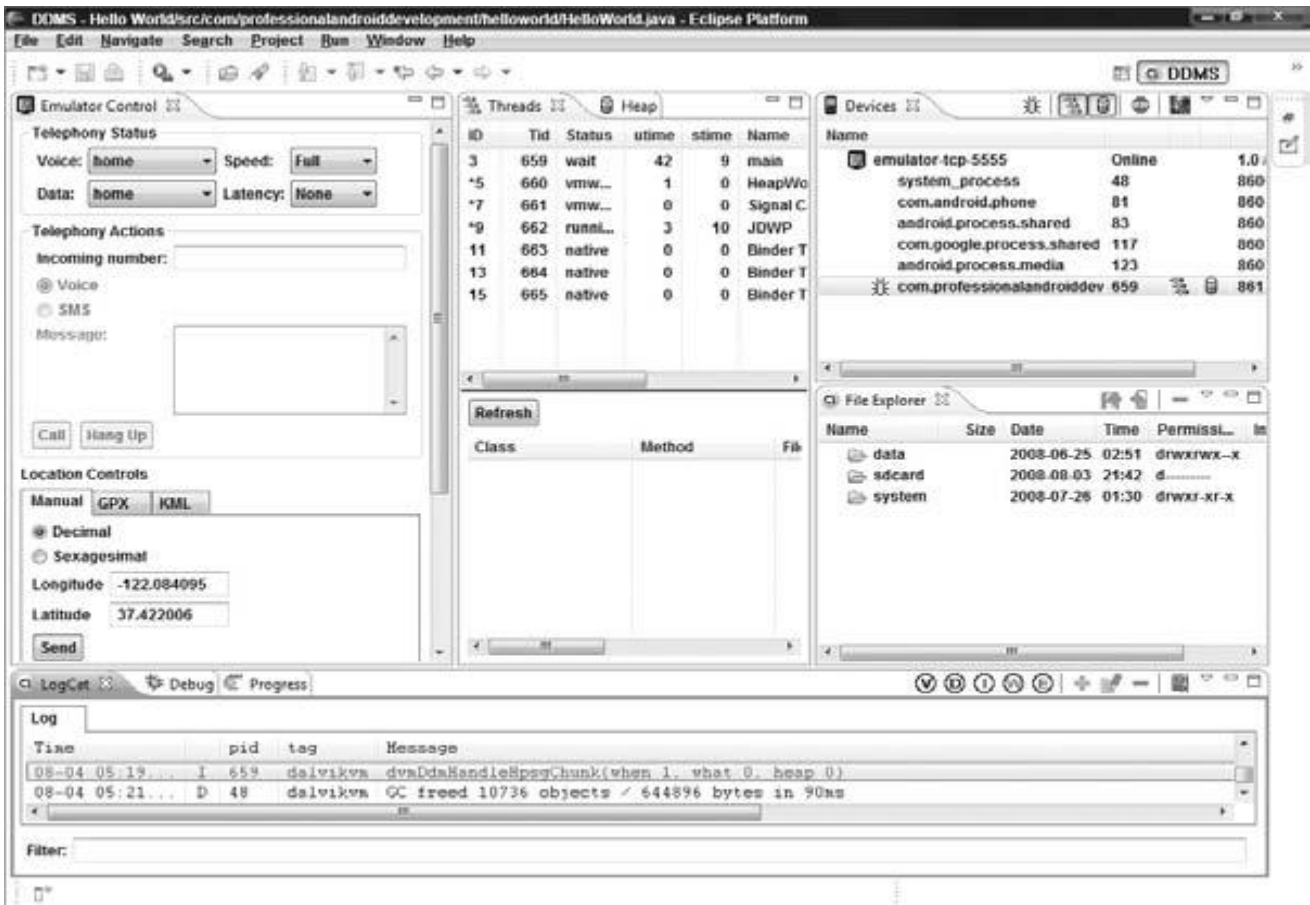 DDMS - Hello World/src/com/professionalandroiddevelopment/helloworld/HelloWorld.java - Eclipse Platform
File Edit Navigate Search Project Run Window Help
DDMS
Emulator Control
Telephony Status
Voice: home Speed: Full
Data: home Latency: None
Telephony Actions
Incoming number:
Voice
SMS
Message:
Call Hang Up
Location Controls
Manual GPX KML
Decimal
Sexagesimal
Longitude -122.084095
Latitude 37.422006
Send
Threads Heap
ID Tid Status utime stime Name
3 659 wait 42 9 main
*5 660 vmw... 1 0 HeapWo
*7 661 vmw... 0 0 Signal C
*9 662 runni... 3 10 JDWP
11 663 native 0 0 Binder T
13 664 native 0 0 Binder T
15 665 native 0 0 Binder T
Refresh
Class Method File
Devices
Name
emulator-tcp-5555 Online 1.0
system_process 48 860
com.android.phone 81 860
android.process.shared 83 860
com.google.process.shared 117 860
android.process.media 123 860
com.professionalandroiddev 659 861
File Explorer
Name Size Date Time Permissi... In
data 2008-06-25 02:51 drwxrwx--x
sdcard 2008-08-03 21:42 d---------
system 2008-07-26 01:30 drwxr-xr-x
LogCat Debug Progress
V D I W E
Log
Time pid tag Message
08-04 05:19... I 659 dalvikvm dvmDdmHandleHpsgChunk(when 1, what 0, heap 0)
08-04 05:21... D 48 dalvikvm GC freed 10736 objects / 644896 bytes in 90ms
Filter: